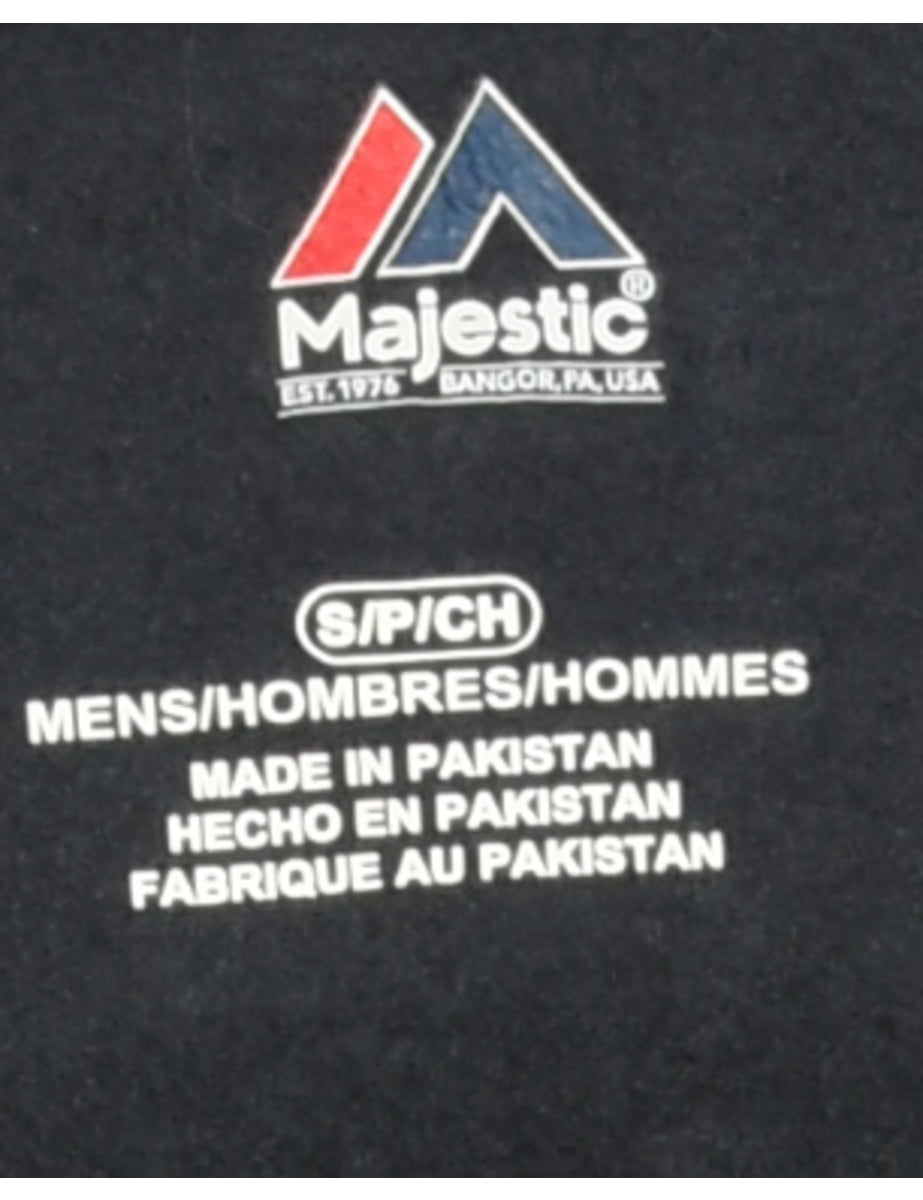 Majestic®
EST. 1976 BANGOR, PA, USA
S/P/CH
MENS/HOMBRES/HOMMES
MADE IN PAKISTAN
HECHO EN PAKISTAN
FABRIQUE AU PAKISTAN